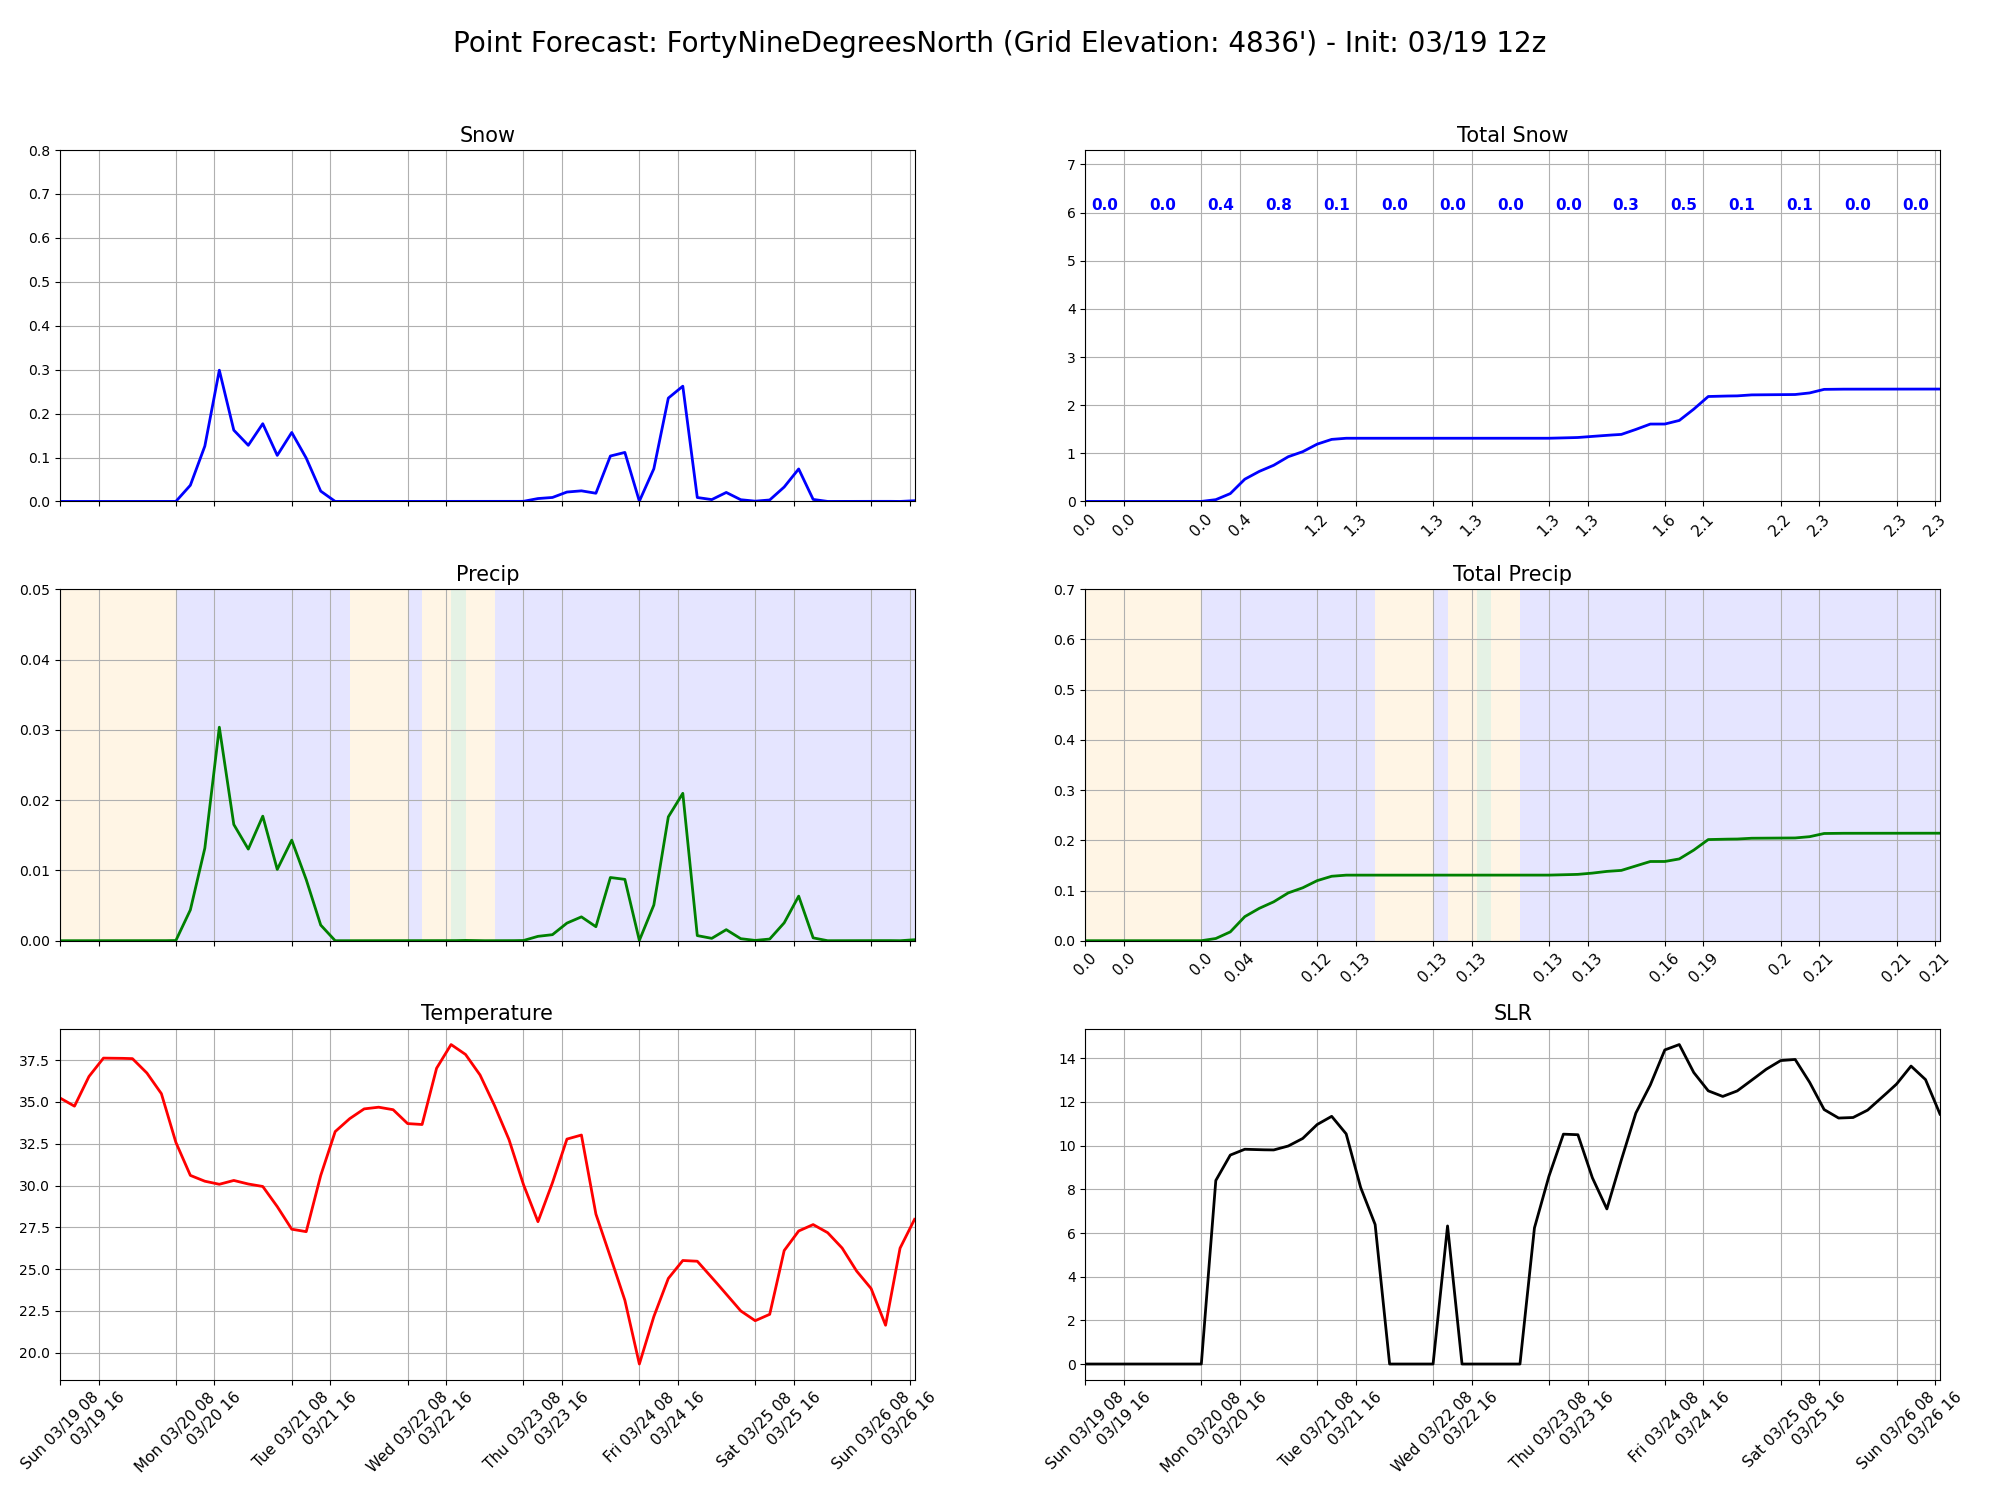 Point Forecast: FortyNineDegreesNorth (Grid Elevation: 4836') - Init: 03/19 12z
Snow
0.8
0.7
0.6
0.5
0.4
0.3
0.2
0.1
0.0
Total Snow
7
6
5
4
3
2
1
0
0.0 0.0 0.4 0.8 0.1 0.0 0.0 0.0 0.0 0.3 0.5 0.1 0.1 0.0 0.0
0.0 0.0 0.0 0.4 1.2 1.3 1.3 1.3 1.3 1.3 1.6 2.1 2.2 2.3 2.3 2.3
Precip
0.05
0.04
0.03
0.02
0.01
0.00
Total Precip
0.7
0.6
0.5
0.4
0.3
0.2
0.1
0.0
0.0 0.0 0.0 0.04 0.12 0.13 0.13 0.13 0.13 0.13 0.16 0.19 0.2 0.21 0.21 0.21
Temperature
37.5
35.0
32.5
30.0
27.5
25.0
22.5
20.0
Sun 03/19 08
03/19 16
Mon 03/20 08
03/20 16
Tue 03/21 08
03/21 16
Wed 03/22 08
03/22 16
Thu 03/23 08
03/23 16
Fri 03/24 08
03/24 16
Sat 03/25 08
03/25 16
Sun 03/26 08
03/26 16
SLR
14
12
10
8
6
4
2
0
Sun 03/19 08
03/19 16
Mon 03/20 08
03/20 16
Tue 03/21 08
03/21 16
Wed 03/22 08
03/22 16
Thu 03/23 08
03/23 16
Fri 03/24 08
03/24 16
Sat 03/25 08
03/25 16
Sun 03/26 08
03/26 16